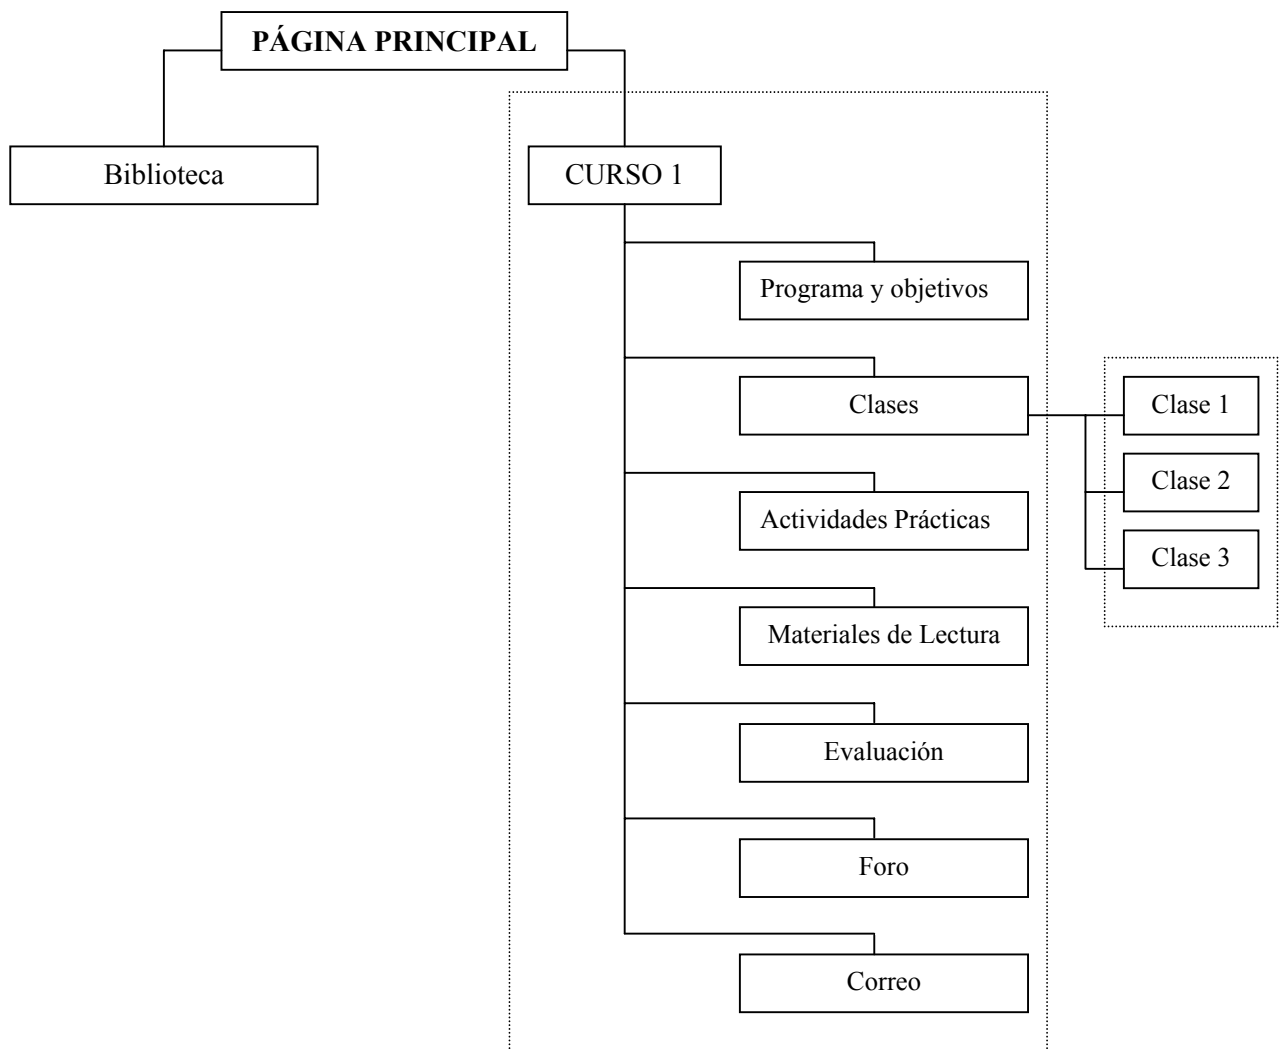 PÁGINA PRINCIPAL
Biblioteca
CURSO 1
Programa y objetivos
Clases
Clase 1
Clase 2
Clase 3
Actividades Prácticas
Materiales de Lectura
Evaluación
Foro
Correo